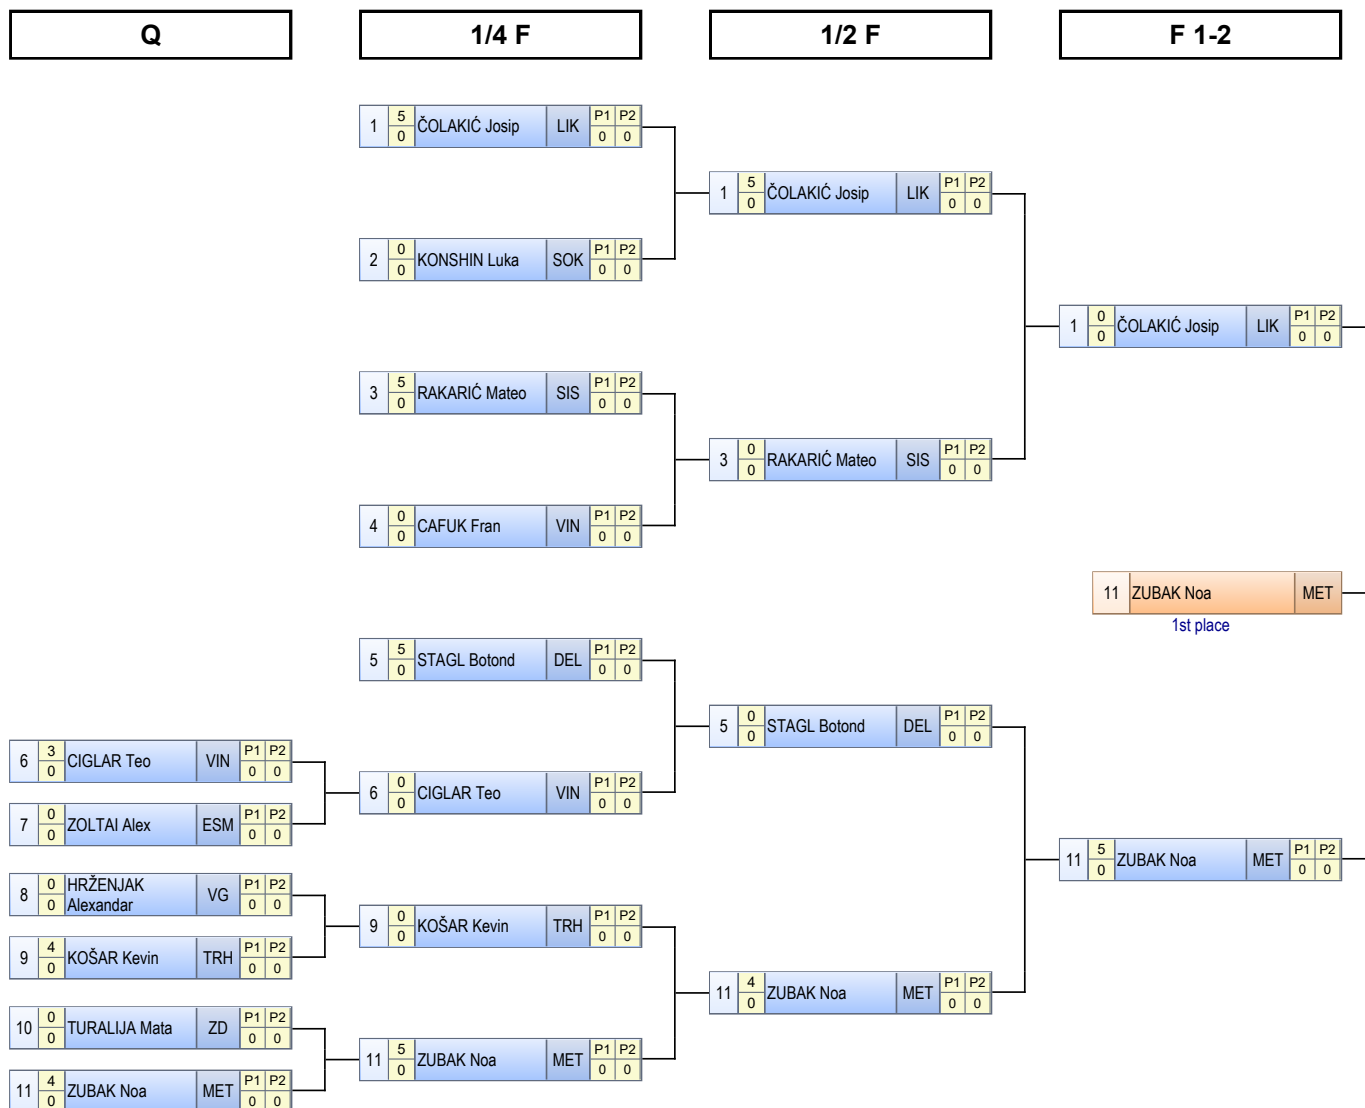 Q
1/4 F
1/2 F
F 1-2
1 5 0 ČOLAKIĆ Josip LIK P1 P2 0 0
2 0 0 KONSHIN Luka SOK P1 P2 0 0
3 5 0 RAKARIĆ Mateo SIS P1 P2 0 0
4 0 0 CAFUK Fran VIN P1 P2 0 0
5 5 0 STAGL Botond DEL P1 P2 0 0
6 3 0 CIGLAR Teo VIN P1 P2 0 0
7 0 0 ZOLTAI Alex ESM P1 P2 0 0
6 0 0 CIGLAR Teo VIN P1 P2 0 0
8 0 0 HRŽENJAK
Alexandar VG P1 P2 0 0
9 4 0 KOŠAR Kevin TRH P1 P2 0 0
9 0 0 KOŠAR Kevin TRH P1 P2 0 0
10 0 0 TURALIJA Mata ZD P1 P2 0 0
11 4 0 ZUBAK Noa MET P1 P2 0 0
11 5 0 ZUBAK Noa MET P1 P2 0 0
1 5 0 ČOLAKIĆ Josip LIK P1 P2 0 0
3 0 0 RAKARIĆ Mateo SIS P1 P2 0 0
5 0 0 STAGL Botond DEL P1 P2 0 0
11 4 0 ZUBAK Noa MET P1 P2 0 0
1 0 0 ČOLAKIĆ Josip LIK P1 P2 0 0
11 ZUBAK Noa MET
1st place
11 5 0 ZUBAK Noa MET P1 P2 0 0